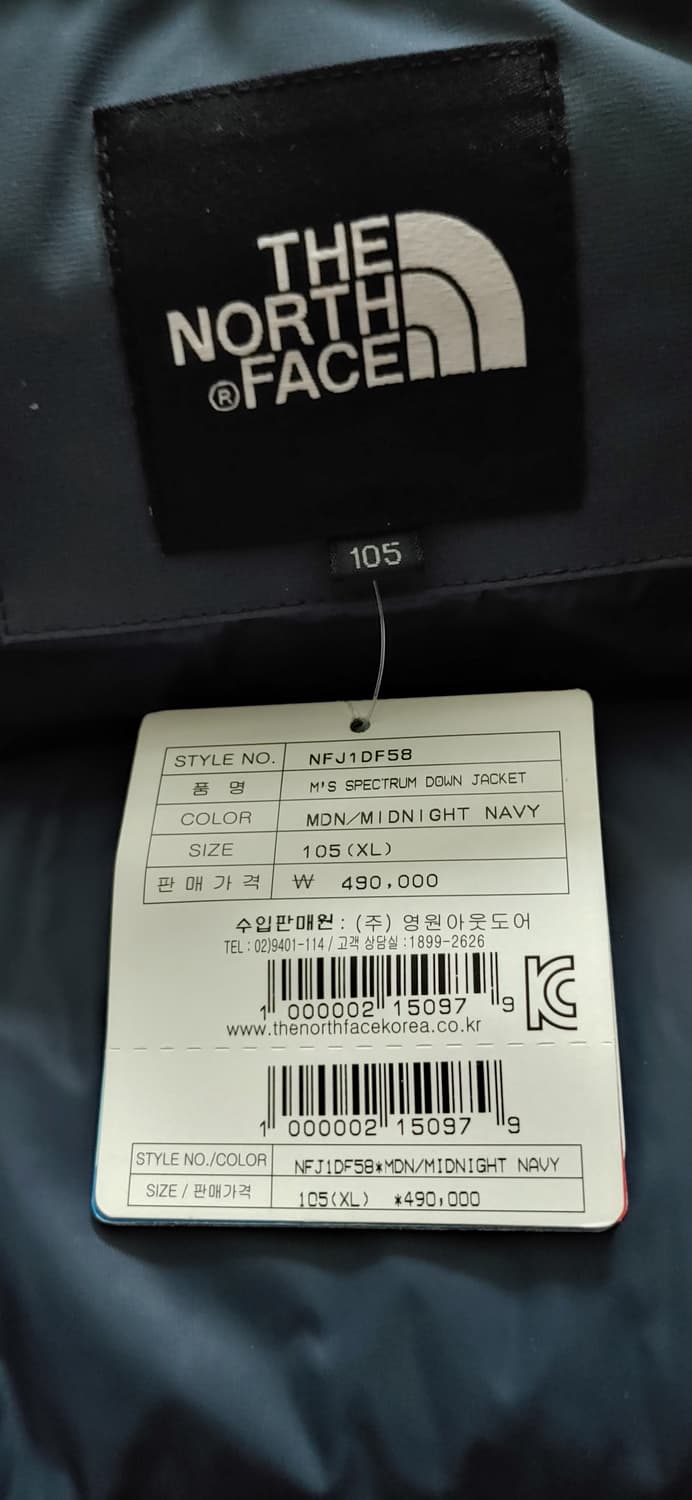 THE
NORTH
®FACE
105
STYLE NO. NFJ1DF58
품 명 M'S SPECTRUM DOWN JACKET
COLOR MDN/MIDNIGHT NAVY
SIZE 105(XL)
판 매 가 격 ₩ 490,000
수입판매원 : (주) 영원아웃도어
TEL : 02)9401-114 / 고객 상담실 :1899-2626
1 000002 15097 9
www.thenorthfacekorea.co.kr
1 000002 15097 9
STYLE NO./COLOR NFJ1DF58*MDN/MIDNIGHT NAVY
SIZE / 판매가격 105(XL) *490,000